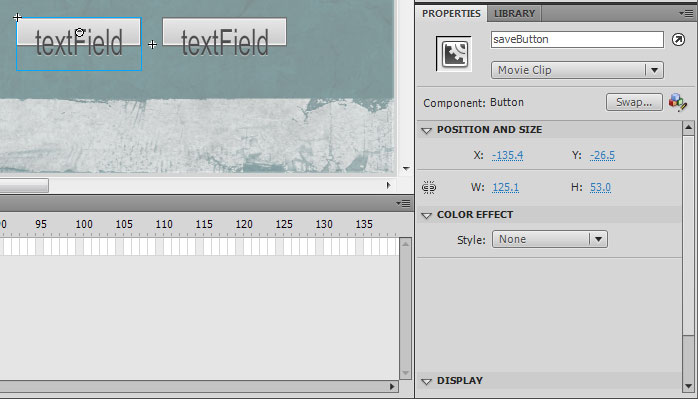 textField textField
90 95 100 105 110 115 120 125 130 135
PROPERTIES LIBRARY
saveButton
Movie Clip
Component: Button Swap...
POSITION AND SIZE
X: -135.4 Y: -26.5
W: 125.1 H: 53.0
COLOR EFFECT
Style: None
DISPLAY